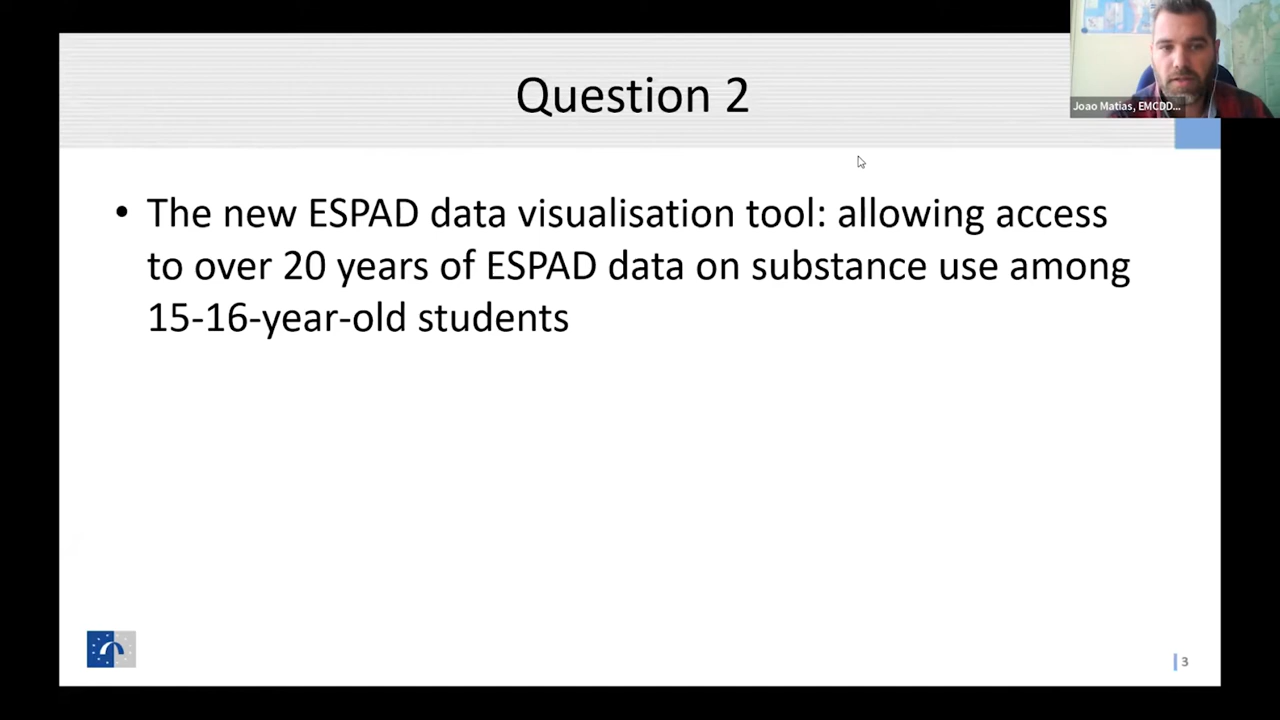 Question 2
Joao Matias, EMCDD...
• The new ESPAD data visualisation tool: allowing access
to over 20 years of ESPAD data on substance use among
15-16-year-old students
3